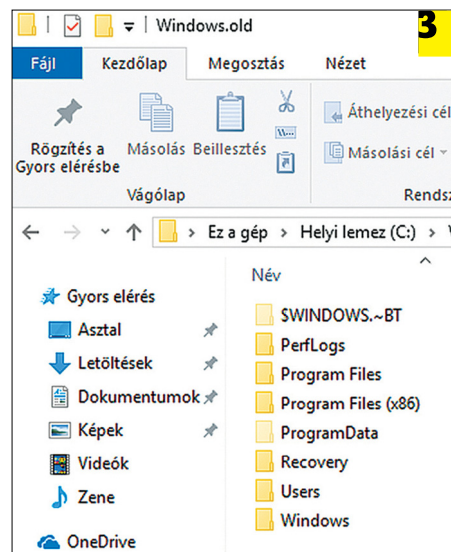 Windows.old
3
Fájl Kezdőlap Megosztás Nézet
Rögzítés a Gyors elérésbe
Másolás
Beillesztés
Áthelyezési cél
Másolási cél
Vágólap
Ez a gép > Helyi lemez (C:) >
Név
Gyors elérés
Asztal
Letöltések
Dokumentumok
Képek
Videók
Zene
OneDrive
$WINDOWS.~BT
PerfLogs
Program Files
Program Files (x86)
ProgramData
Recovery
Users
Windows